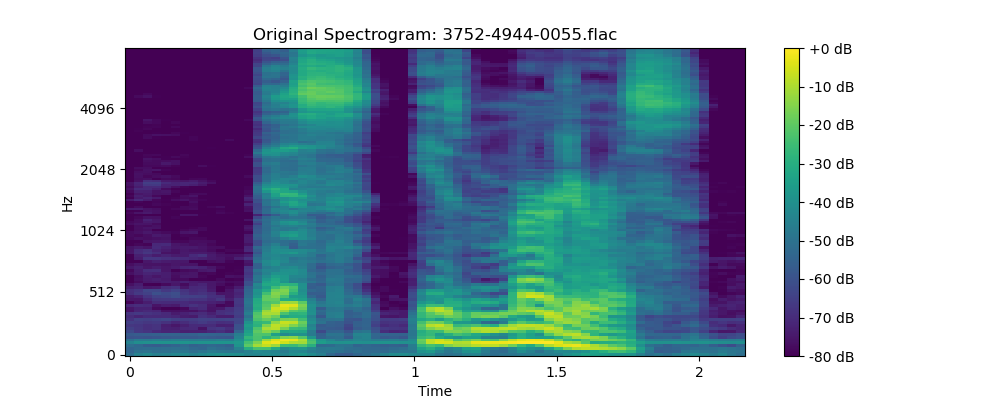 Original Spectrogram: 3752-4944-0055.flac
4096
2048
1024
512
0
Hz
0
0.5
1
1.5
2
Time
+0 dB
-10 dB
-20 dB
-30 dB
-40 dB
-50 dB
-60 dB
-70 dB
-80 dB